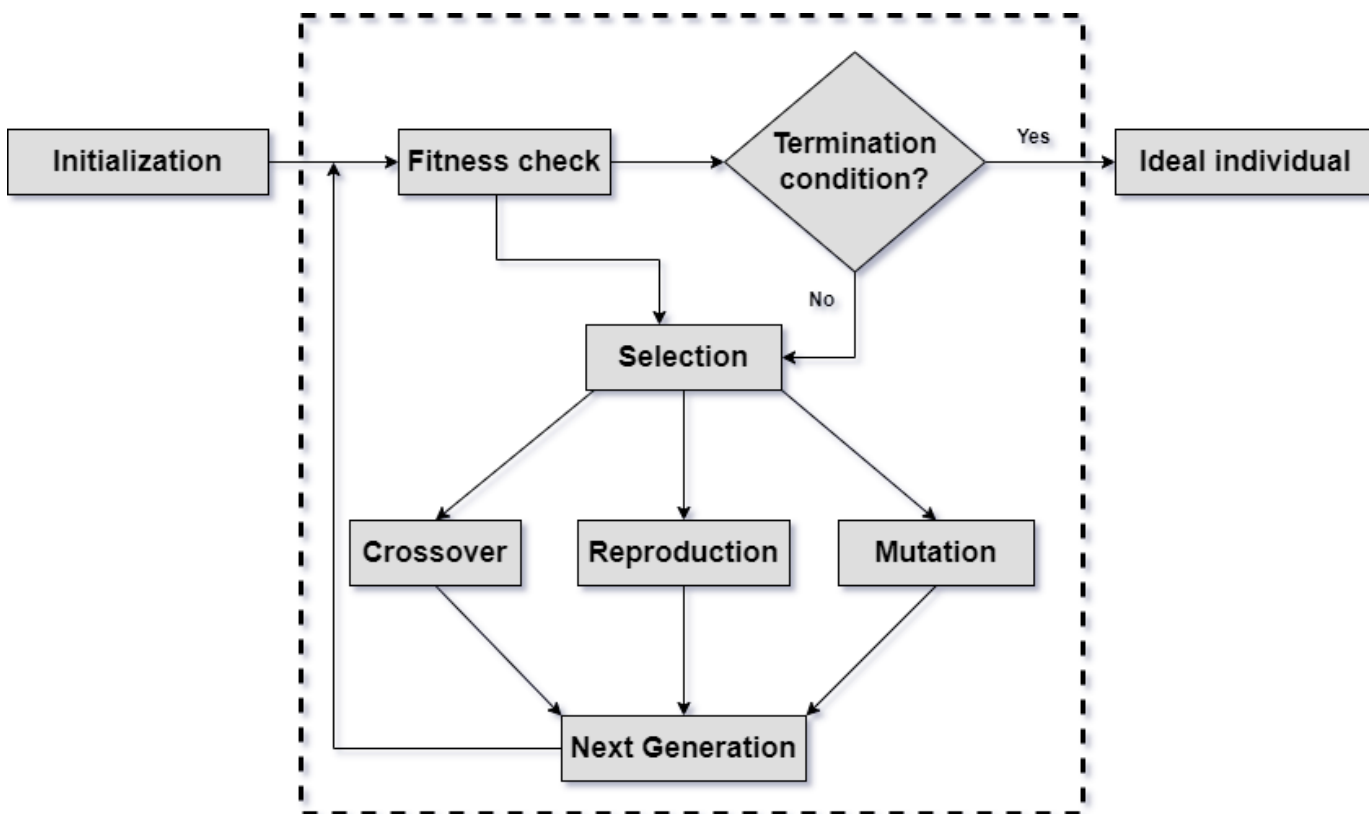 Initialization
Fitness check
Termination
condition?
Yes
Ideal individual
No
Selection
Crossover
Reproduction
Mutation
Next Generation